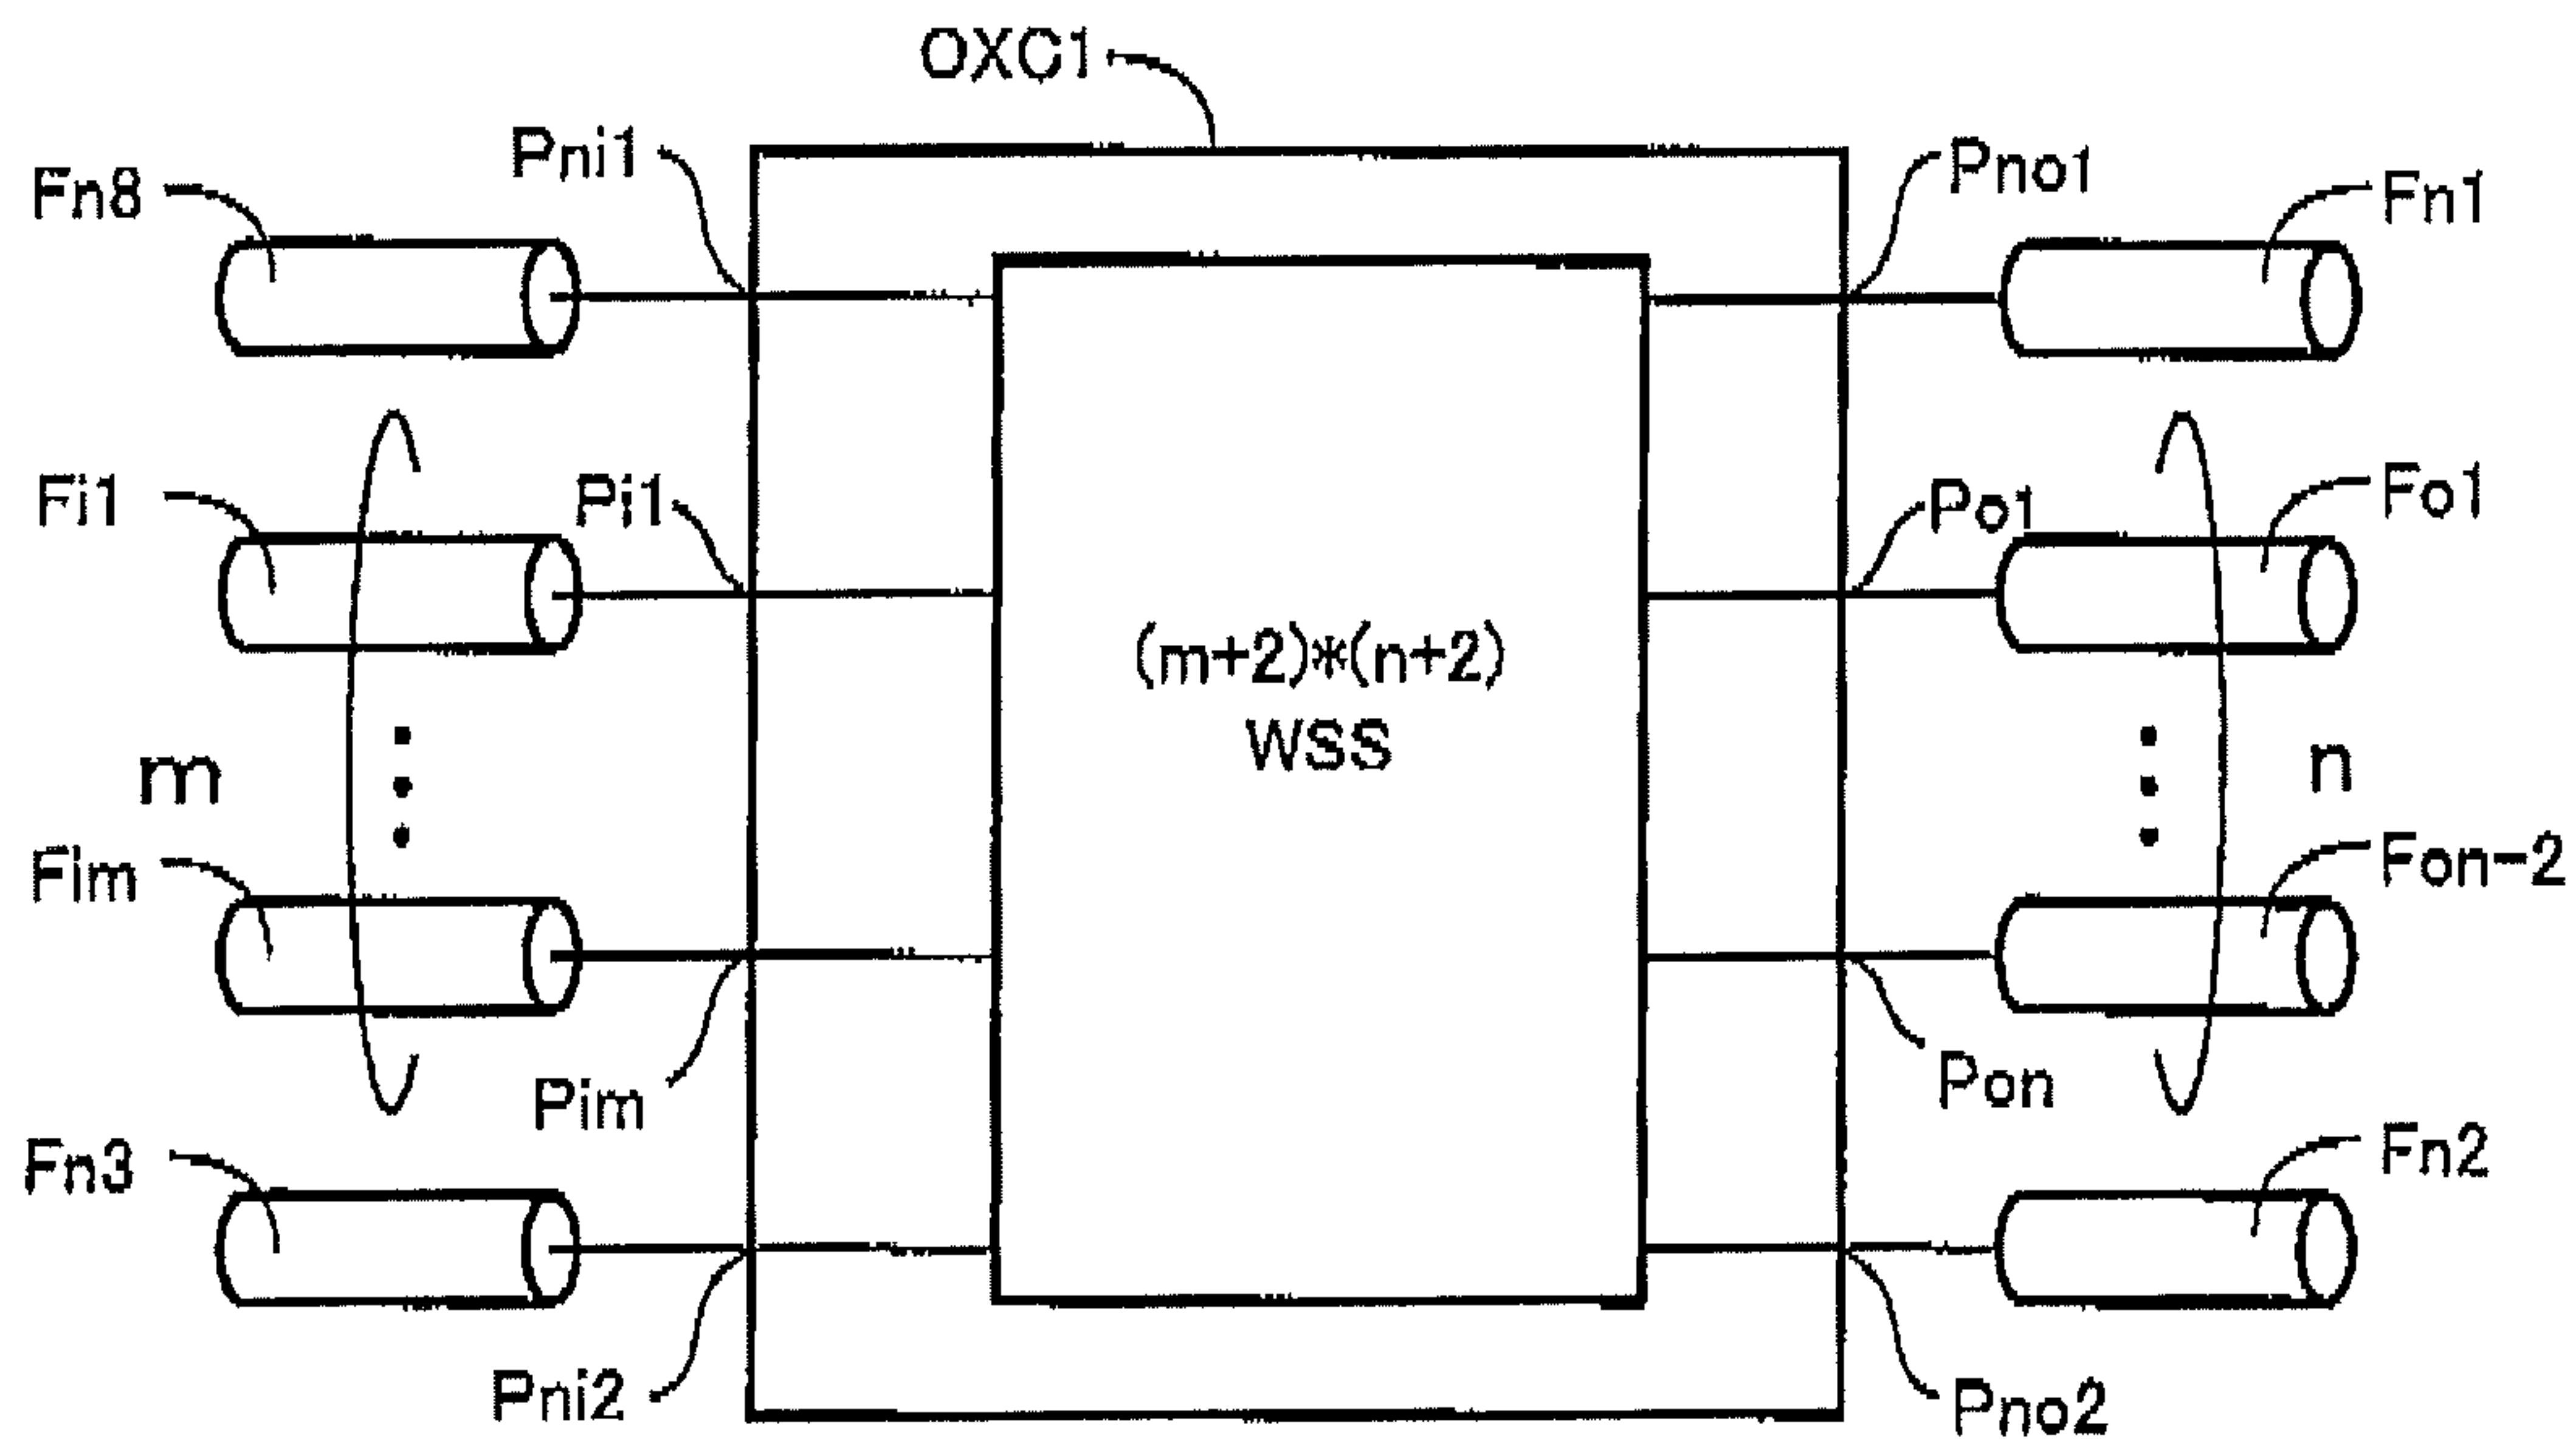 OXC1
Pni1
Pno1
Fn8
Fn1
Fi1
Pi1
Po1
Fo1
(m+2)*(n+2)
WSS
m
n
Fim
Fon-2
Pim
Pon
Fn3
Fn2
Pni2
Pno2